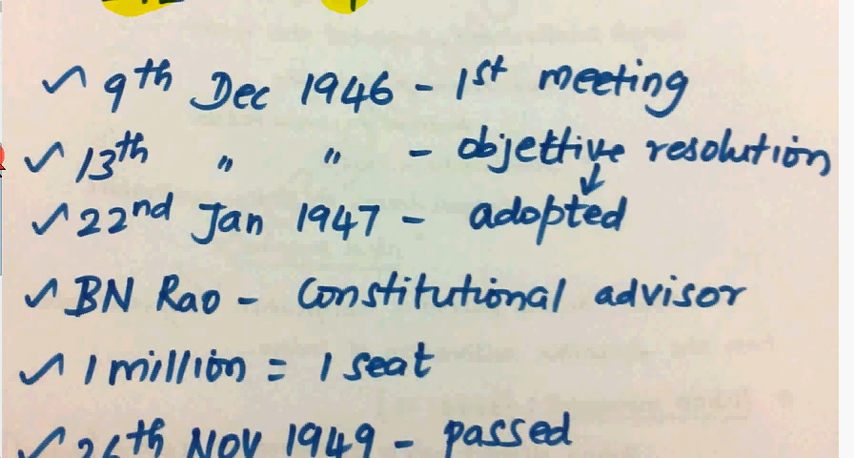 9th Dec 1946 - 1st meeting
13th " " - objettive resolution
22nd Jan 1947 - adopted
BN Rao - Constitutional advisor
1 million = 1 seat
26th NOV 1949 - passed